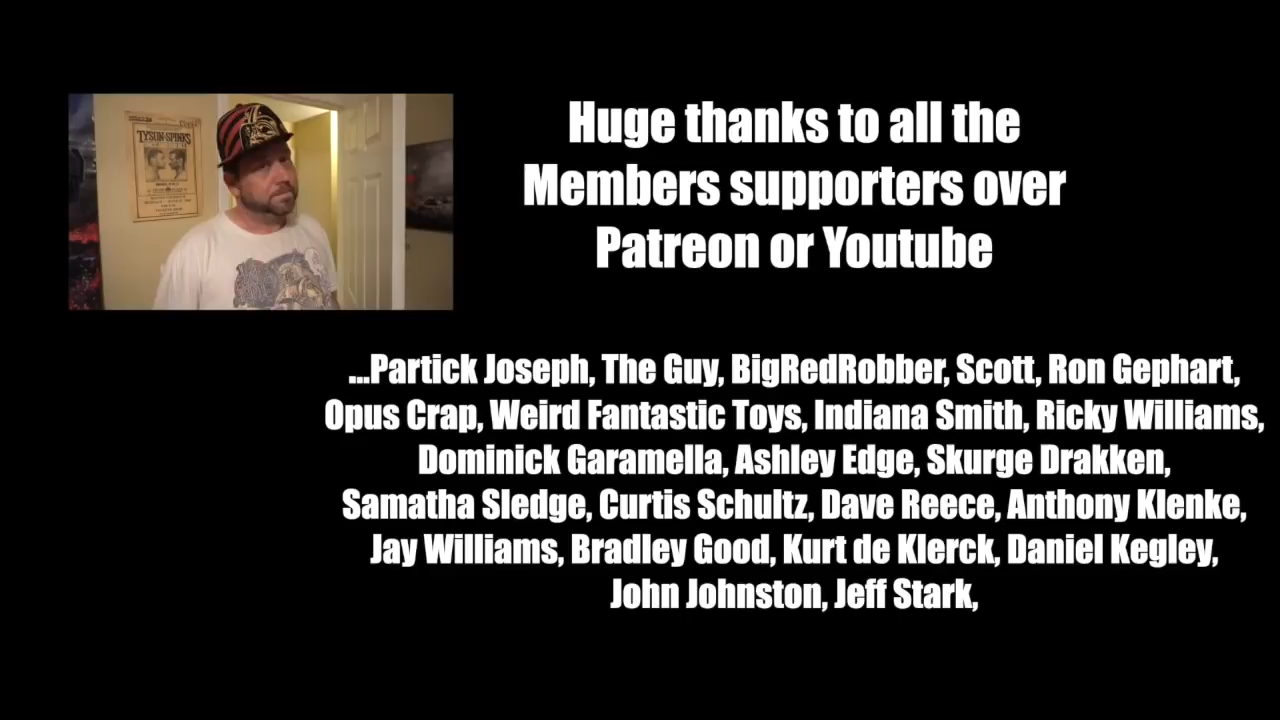 TYSON-SPINKS
Huge thanks to all the
Members supporters over
Patreon or Youtube
...Partick Joseph, The Guy, BigRedRobber, Scott, Ron Gephart,
Opus Crap, Weird Fantastic Toys, Indiana Smith, Ricky Williams,
Dominick Garamella, Ashley Edge, Skurge Drakken,
Samatha Sledge, Curtis Schultz, Dave Reece, Anthony Klenke,
Jay Williams, Bradley Good, Kurt de Klerck, Daniel Kegley,
John Johnston, Jeff Stark,